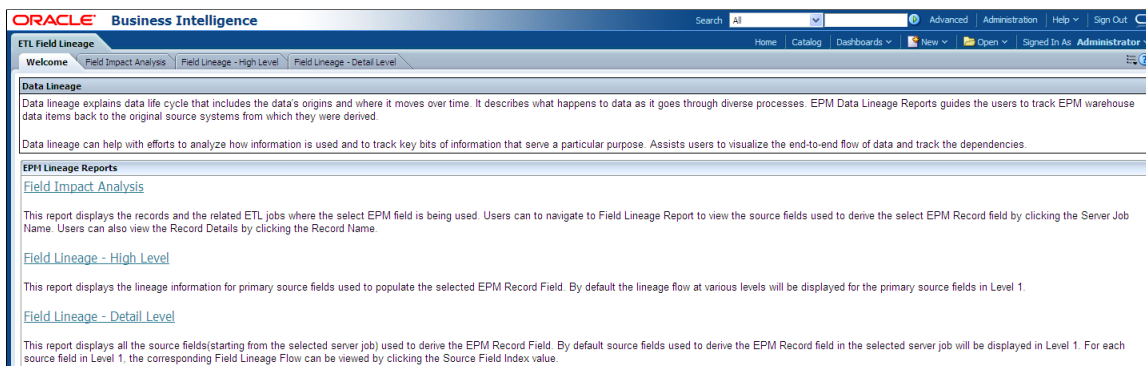 ORACLE' Business Intelligence
Search All Advanced Administration Help Sign Out
ETL Field Lineage
Home Catalog Dashboards New Open Signed In As Administrator
Welcome Field Impact Analysis Field Lineage - High Level Field Lineage - Detail Level
Data Lineage
Data lineage explains data life cycle that includes the data's origins and where it moves over time. It describes what happens to data as it goes through diverse processes. EPM Data Lineage Reports guides the users to track EPM warehouse
data items back to the original source systems from which they were derived.
Data lineage can help with efforts to analyze how information is used and to track key bits of information that serve a particular purpose. Assists users to visualize the end-to-end flow of data and track the dependencies.
EPM Lineage Reports
Field Impact Analysis
This report displays the records and the related ETL jobs where the select EPM field is being used. Users can to navigate to Field Lineage Report to view the source fields used to derive the select EPM Record field by clicking the Server Job
Name. Users can also view the Record Details by clicking the Record Name.
Field Lineage - High Level
This report displays the lineage information for primary source fields used to populate the selected EPM Record Field. By default the lineage flow at various levels will be displayed for the primary source fields in Level 1.
Field Lineage - Detail Level
This report displays all the source fields(starting from the selected server job) used to derive the EPM Record Field. By default source fields used to derive the EPM Record field in the selected server job will be displayed in Level 1. For each
source field in Level 1, the corresponding Field Lineage Flow can be viewed by clicking the Source Field Index value.